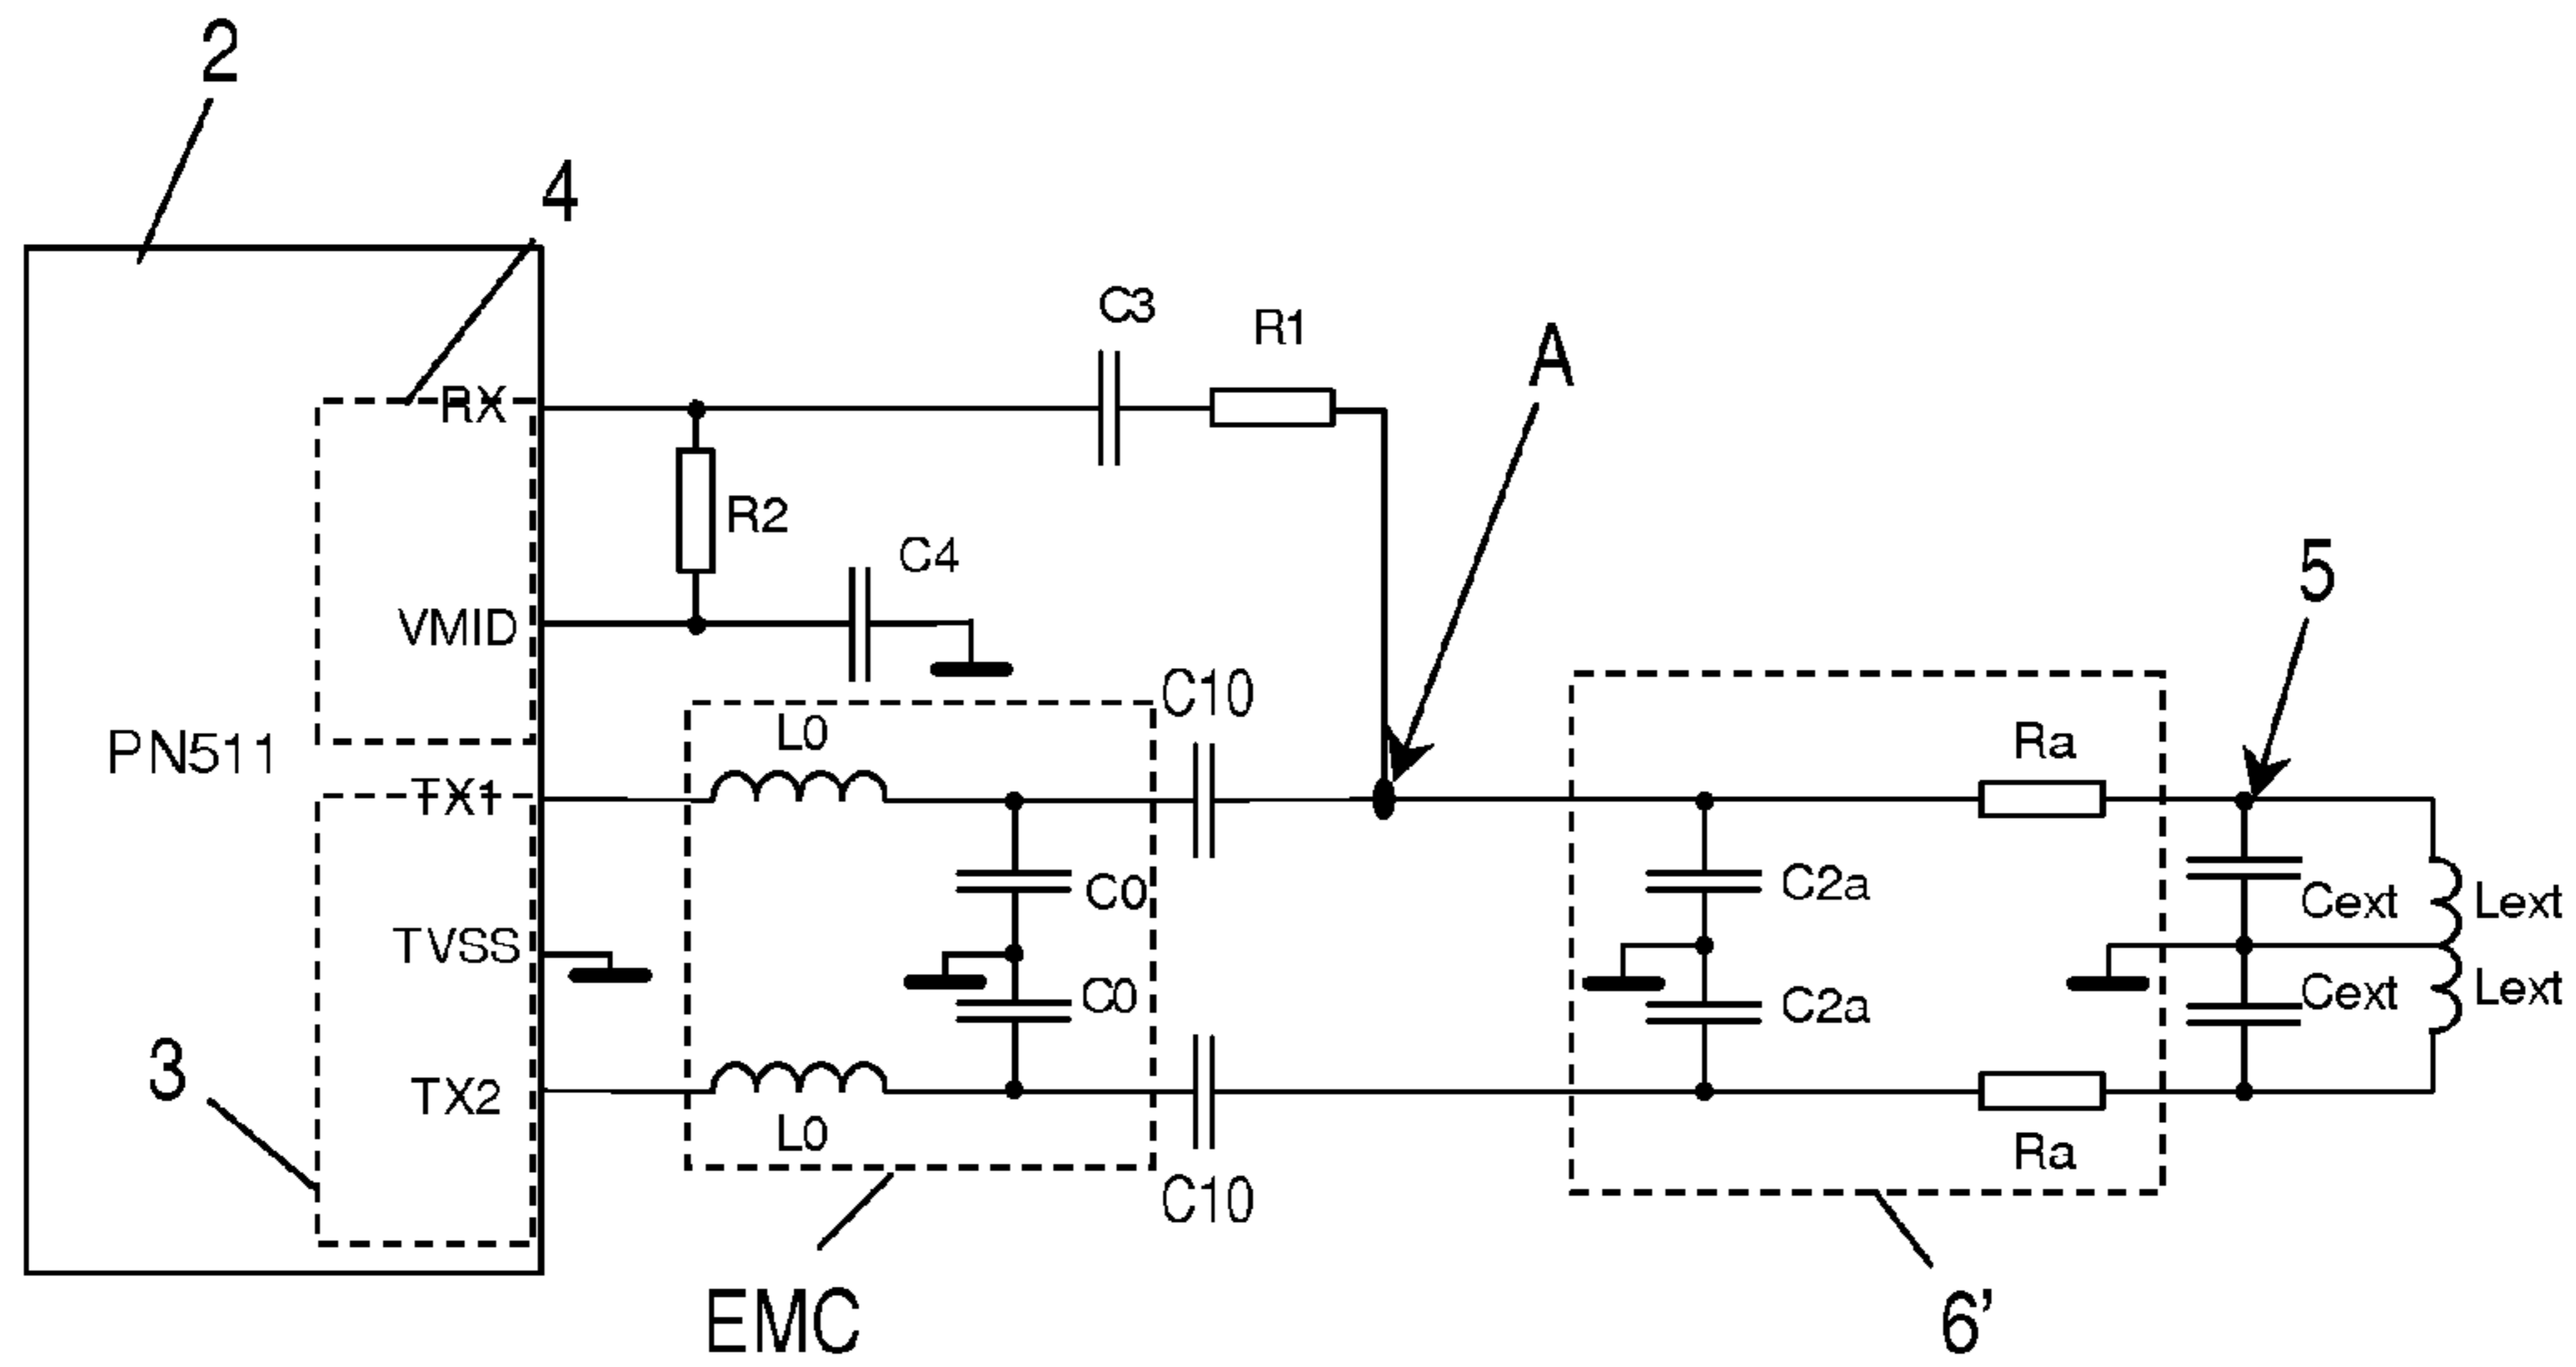 2
4
C3
R1
A
RX
R2
C4
5
VMID
C10
L0
PN511
Ra
TX1
C2a
C0
Cext
Lext
TVSS
C0
C2a
Cext
Lext
3
TX2
L0
Ra
C10
EMC
6’